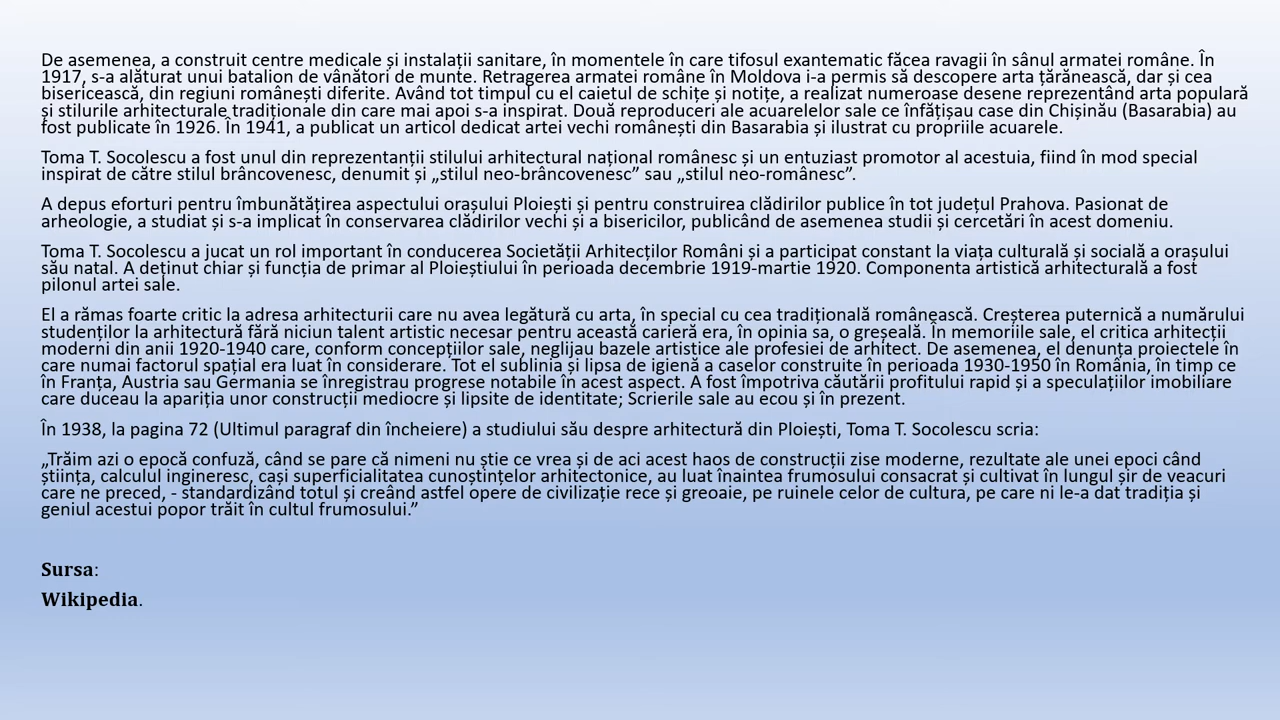 De asemenea, a construit centre medicale și instalații sanitare, în momentele în care tifosul exantematic făcea ravagii în sânul armatei române. În
1917, s-a alăturat unui batalion de vânători de munte. Retragerea armatei române în Moldova i-a permis să descopere arta țărănească, dar și cea
bisericească, din regiuni românești diferite. Având tot timpul cu el caietul de schițe și notițe, a realizat numeroase desene reprezentând arta populară
și stilurile arhitecturale tradiționale din care mai apoi s-a inspirat. Două reproduceri ale acuarelelor sale ce înfățișau case din Chișinău (Basarabia) au
fost publicate în 1926. În 1941, a publicat un articol dedicat artei vechi românești din Basarabia și ilustrat cu propriile acuarele.
Toma T. Socolescu a fost unul din reprezentanții stilului arhitectural național românesc și un entuziast promotor al acestuia, fiind în mod special
inspirat de către stilul brâncovenesc, denumit și „stilul neo-brâncovenesc” sau „stilul neo-românesc”.
A depus eforturi pentru îmbunătățirea aspectului orașului Ploiești și pentru construirea clădirilor publice în tot județul Prahova. Pasionat de
arheologie, a studiat și s-a implicat în conservarea clădirilor vechi și a bisericilor, publicând de asemenea studii și cercetări în acest domeniu.
Toma T. Socolescu a jucat un rol important în conducerea Societății Arhitecților Români și a participat constant la viața culturală și socială a orașului
său natal. A deținut chiar și funcția de primar al Ploieștiului în perioada decembrie 1919-martie 1920. Componenta artistică arhitecturală a fost
pilonul artei sale.
El a rămas foarte critic la adresa arhitecturii care nu avea legătură cu arta, în special cu cea tradițională românească. Creșterea puternică a numărului
studenților la arhitectură fără niciun talent artistic necesar pentru această carieră era, în opinia sa, o greșeală. În memoriile sale, el critica arhitecții
moderni din anii 1920-1940 care, conform concepțiilor sale, neglijau bazele artistice ale profesiei de arhitect. De asemenea, el denunța proiectele în
care numai factorul spațial era luat în considerare. Tot el sublinia și lipsa de igienă a caselor construite în perioada 1930-1950 în România, în timp ce
în Franța, Austria sau Germania se înregistrau progrese notabile în acest aspect. A fost împotriva căutării profitului rapid și a speculațiilor imobiliare
care duceau la apariția unor construcții mediocre și lipsite de identitate; Scrierile sale au ecou și în prezent.
În 1938, la pagina 72 (Ultimul paragraf din încheiere) a studiului său despre arhitectură din Ploiești, Toma T. Socolescu scria:
„Trăim azi o epocă confuză, când se pare că nimeni nu știe ce vrea și de aci acest haos de construcții zise moderne, rezultate ale unei epoci când
știința, calculul ingineresc, cași superficialitatea cunoștințelor arhitectonice, au luat înaintea frumosului consacrat și cultivat în lungul șir de veacuri
care ne preced, - standardizând totul și creând astfel opere de civilizație rece și greoaie, pe ruinele celor de cultura, pe care ni le-a dat tradiția și
geniul acestui popor trăit în cultul frumosului.”
Sursa:
Wikipedia.